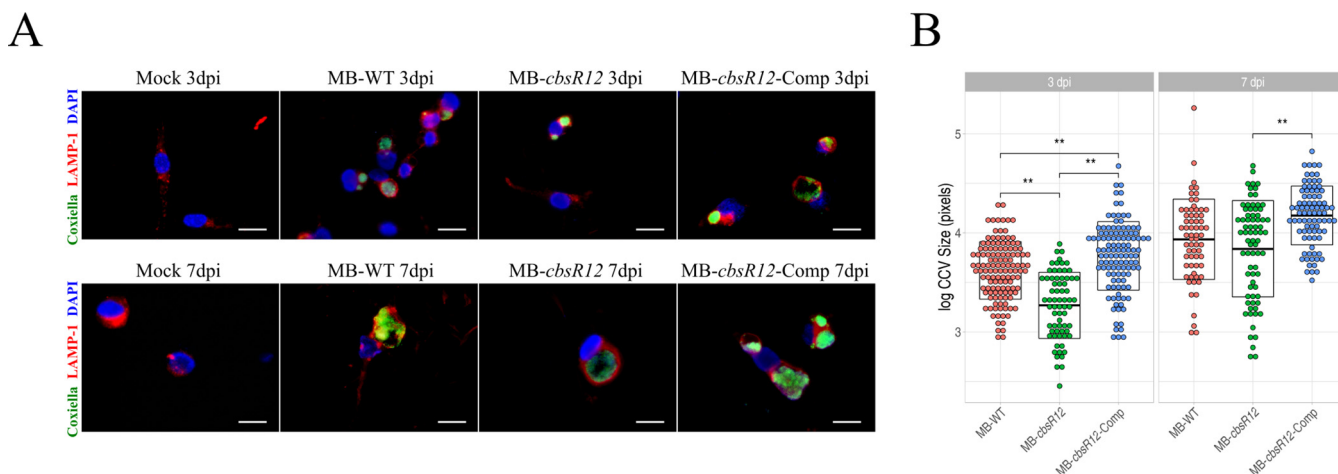 A
Mock 3dpi MB-WT 3dpi MB-cbsR12 3dpi MB-cbsR12-Comp 3dpi
Coxiella LAMP-1 DAPI
Mock 7dpi MB-WT 7dpi MB-cbsR12 7dpi MB-cbsR12-Comp 7dpi
Coxiella LAMP-1 DAPI
B
3 dpi 7 dpi
log CCV Size (pixels)
5
4
3
** ** ** **
MB-WT MB-cbsR12 MB-cbsR12-Comp MB-WT MB-cbsR12 MB-cbsR12-Comp